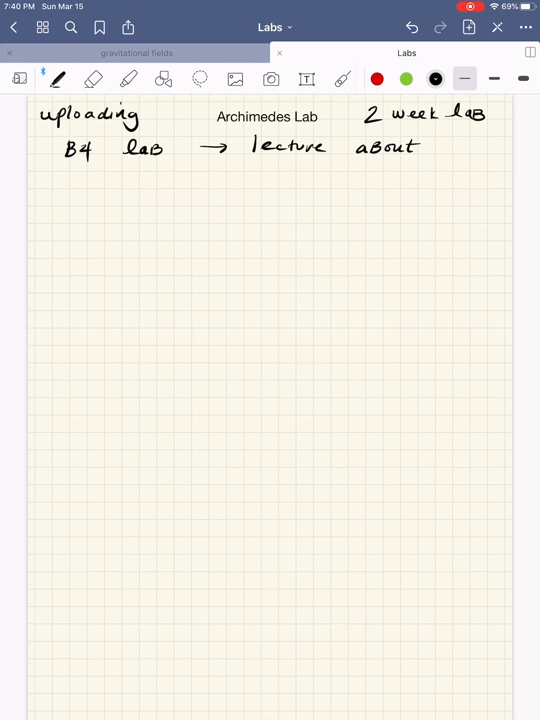 7:40 PM Sun Mar 15 69%
Labs
gravitational fields Labs
uploading Archimedes Lab 2 week laB
B4 laB → lecture aBout